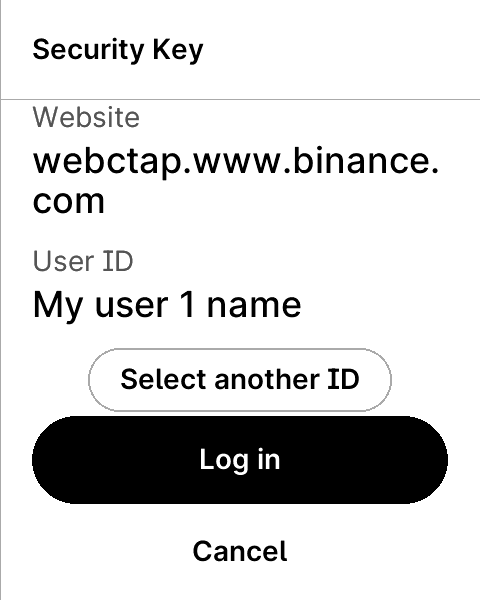 Security Key
Website
webctap.www.binance.
com
User ID
My user 1 name
Select another ID
Log in
Cancel